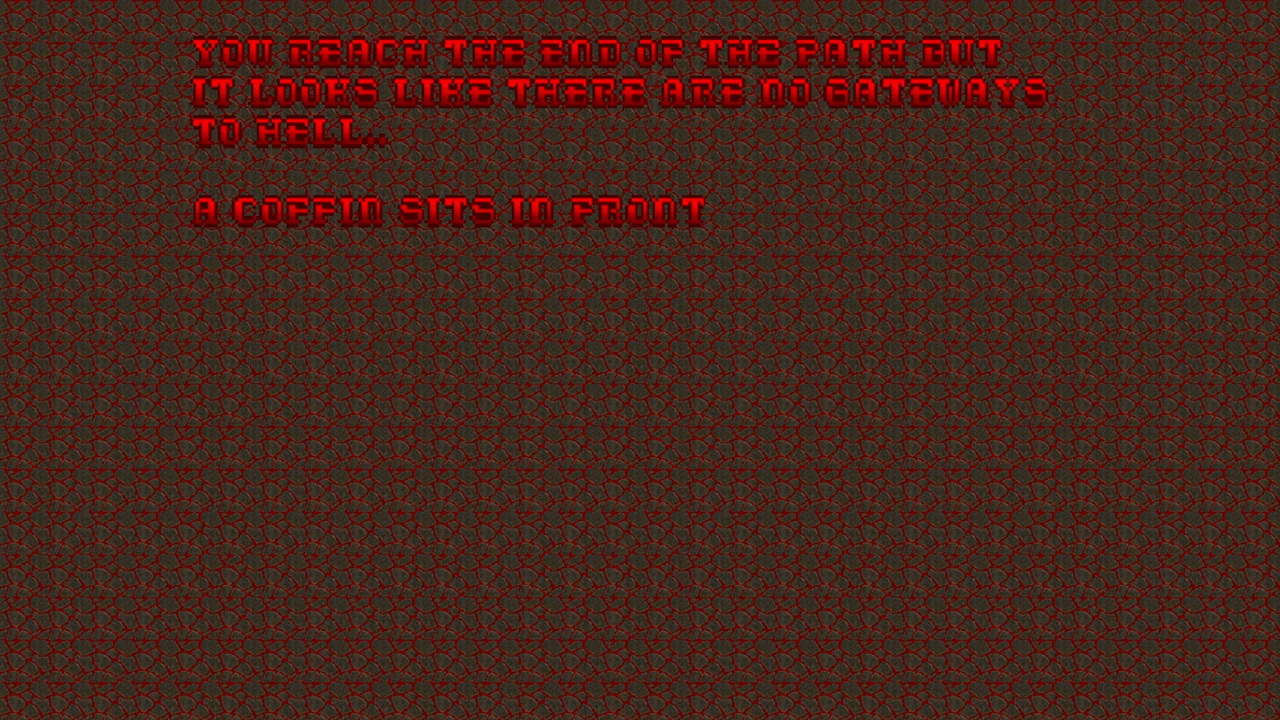 YOU REACH THE END OF THE PATH BUT
IT LOOKS LIKE THERE ARE NO GATEWAYS
TO HELL..
A COFFIN SITS IN FRONT